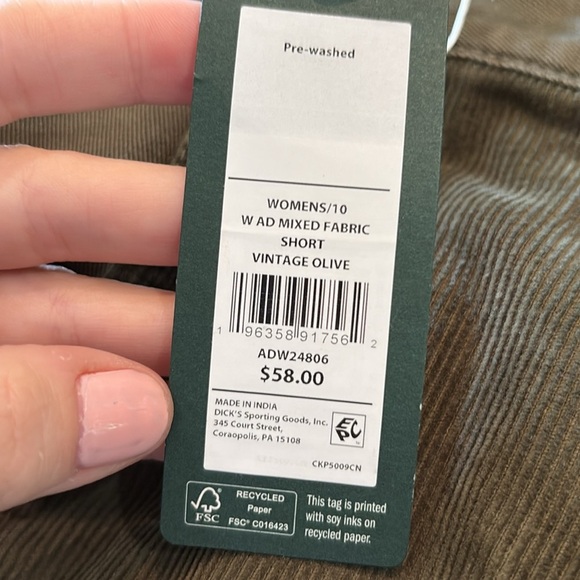 Pre-washed
WOMENS/10
W AD MIXED FABRIC
SHORT
VINTAGE OLIVE
1 96358 91756 2
ADW24806
$58.00
MADE IN INDIA
DICK'S Sporting Goods, Inc.
345 Court Street,
Coraopolis, PA 15108
EC
PC
CKP5009CN
FSC
RECYCLED
Paper
FSC® C016423
This tag is printed
with soy inks on
recycled paper.